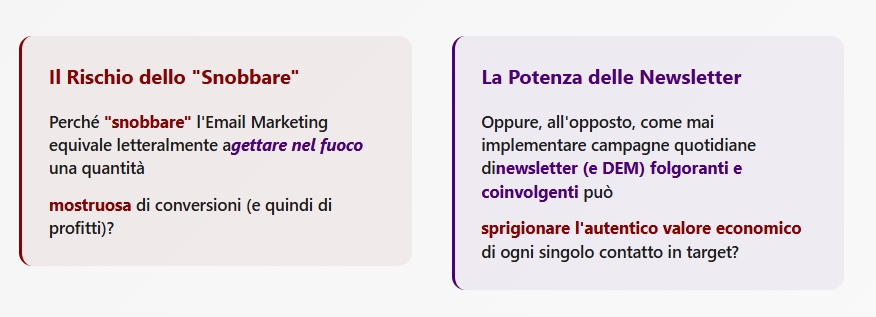 Il Rischio dello "Snobbare"
Perché "snobbare" l'Email Marketing
equivale letteralmente agettare nel fuoco
una quantità
mostruosa di conversioni (e quindi di
profitti)?
La Potenza delle Newsletter
Oppure, all'opposto, come mai
implementare campagne quotidiane
dinewsletter (e DEM) folgoranti e
coinvolgenti può
sprigionare l'autentico valore economico
di ogni singolo contatto in target?